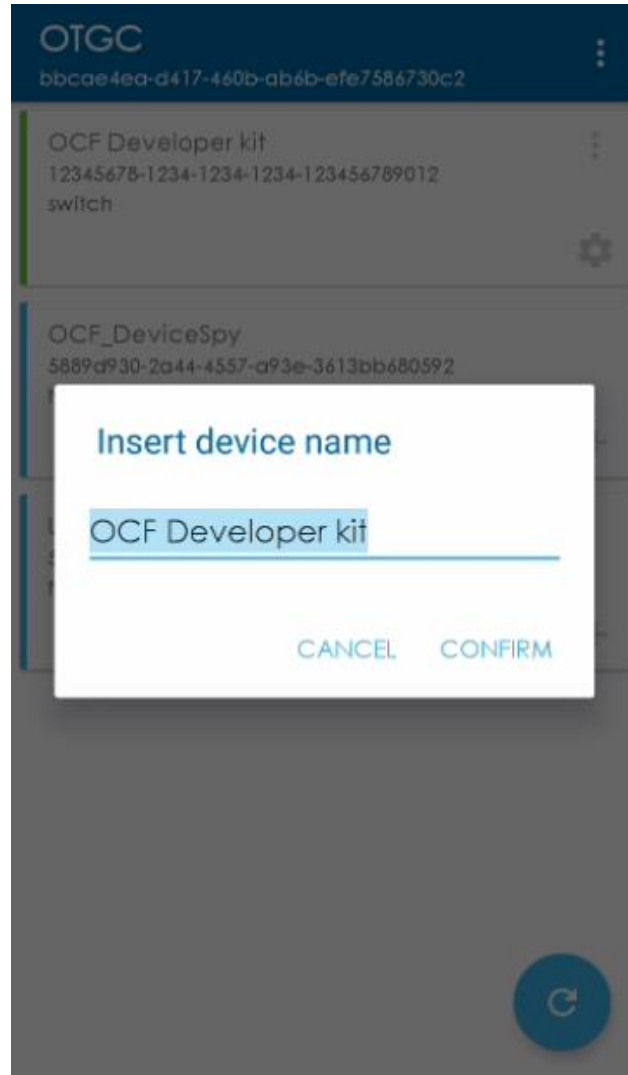 OTGC
bbcae4ea-d417-460b-ab6b-efe7586730c2
OCF Developer kit
12345678-1234-1234-1234-123456789012
switch
OCF_DeviceSpy
5889d930-2a44-4557-a93e-3613bb680592
Insert device name
OCF Developer kit
CANCEL CONFIRM